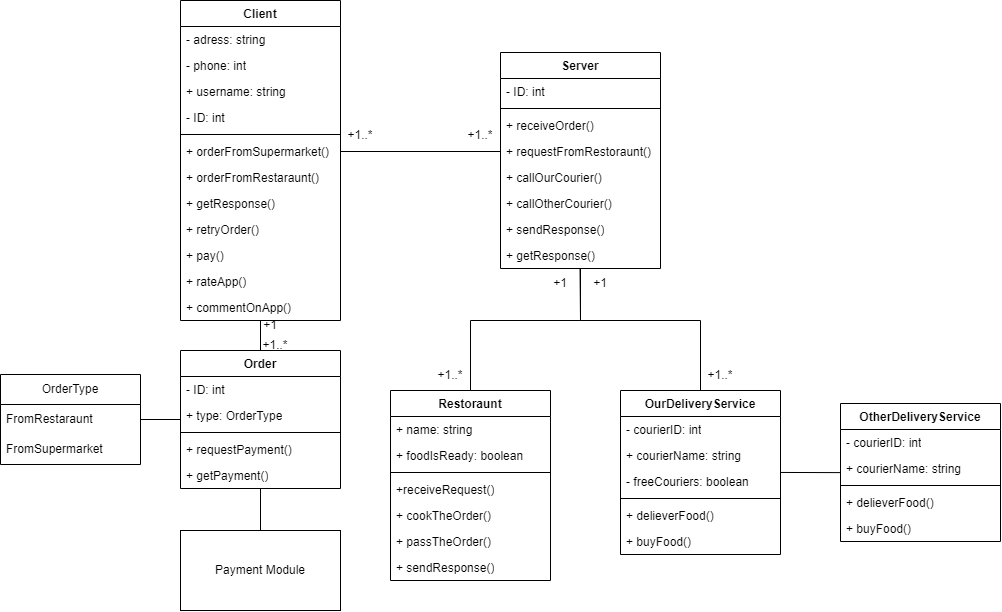 Client
- adress: string
- phone: int
+ username: string
- ID: int
+ orderFromSupermarket()
+ orderFromRestaraunt()
+ getResponse()
+ retryOrder()
+ pay()
+ rateApp()
+ commentOnApp()
+1..*
+1..*
Server
- ID: int
+ receiveOrder()
+ requestFromRestoraunt()
+ callOurCourier()
+ callOtherCourier()
+ sendResponse()
+ getResponse()
+1
+1
+1
+1..*
Order
- ID: int
+ type: OrderType
+ requestPayment()
+ getPayment()
OrderType
FromRestaraunt
FromSupermarket
Payment Module
+1..*
+1..*
Restoraunt
+ name: string
+ foodIsReady: boolean
+receiveRequest()
+ cookTheOrder()
+ passTheOrder()
+ sendResponse()
OurDeliveryService
- courierID: int
+ courierName: string
- freeCouriers: boolean
+ delieverFood()
+ buyFood()
OtherDeliveryService
- courierID: int
+ courierName: string
+ delieverFood()
+ buyFood()